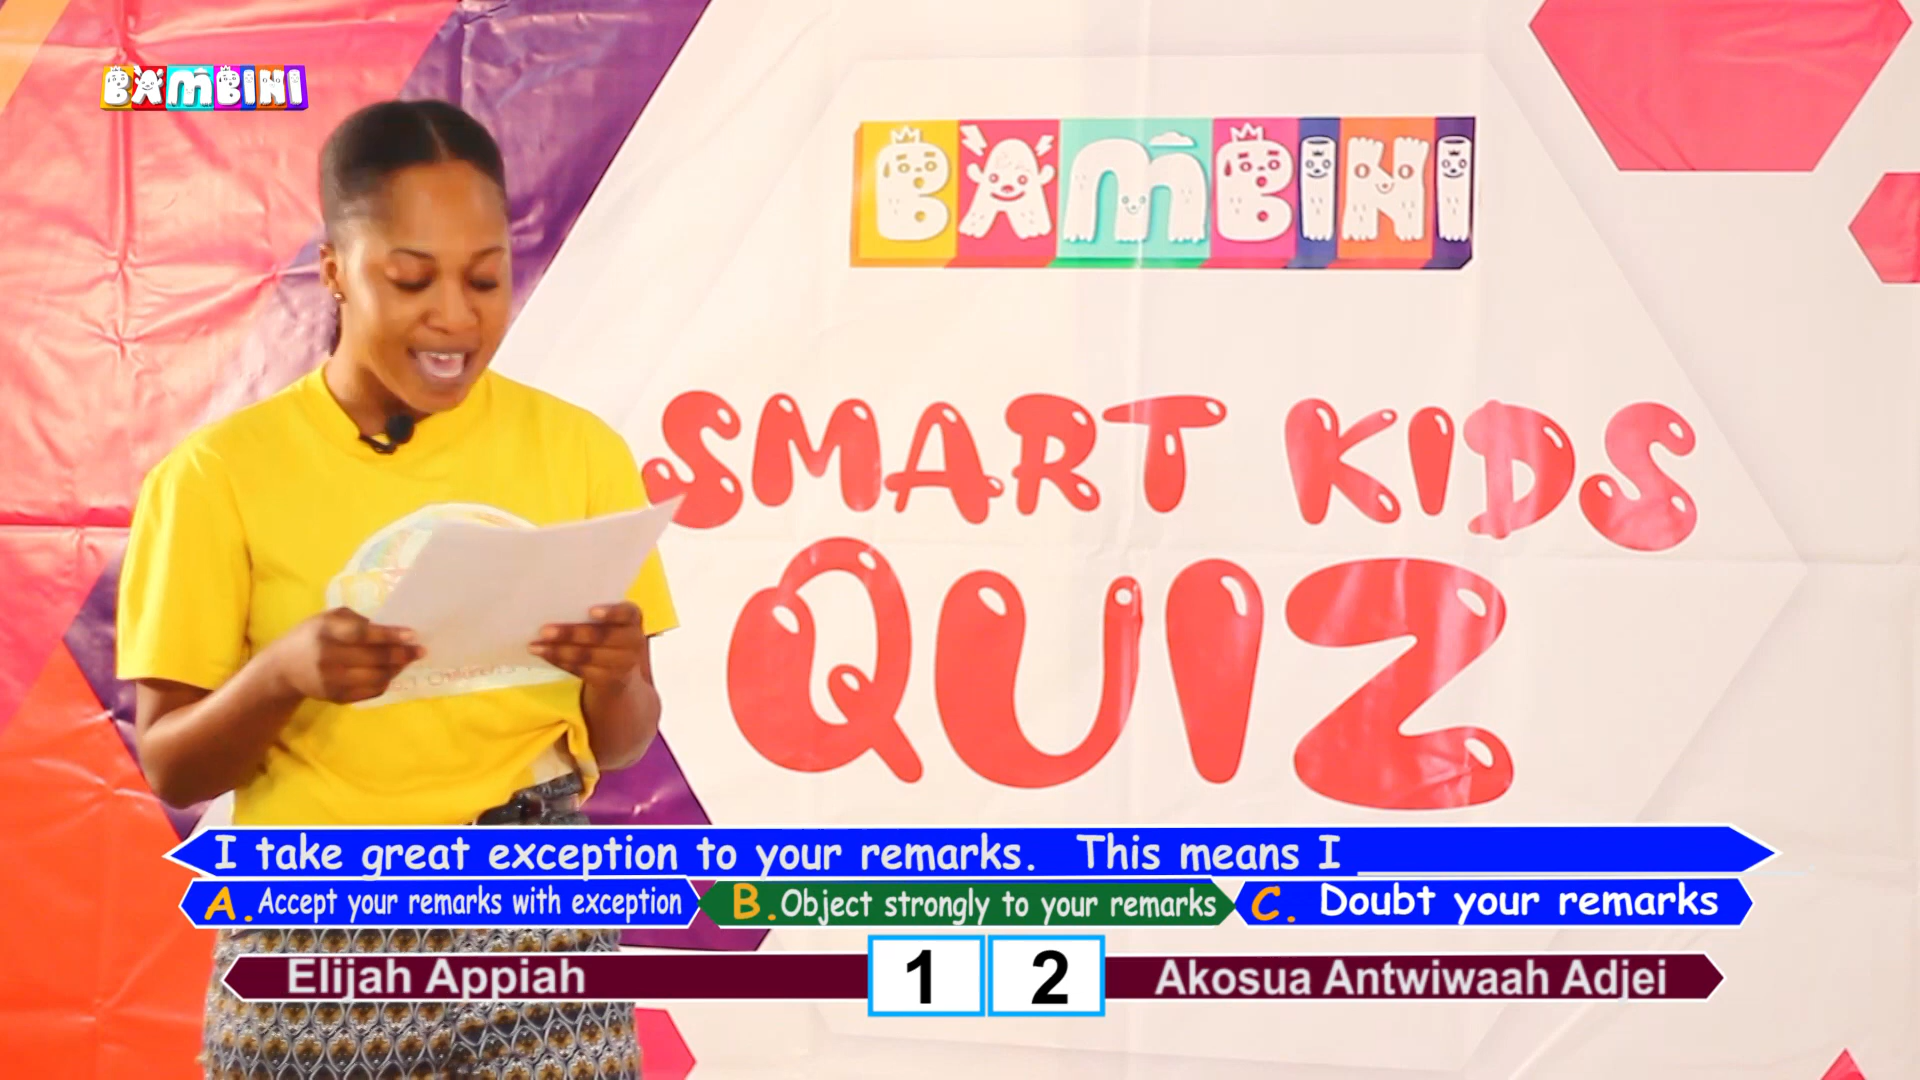 BAMBINI
BAMBINI
SMART KIDS
QUIZ
I take great exception to your remarks. This means I ________
A. Accept your remarks with exception
B. Object strongly to your remarks
C. Doubt your remarks
Elijah Appiah
1
2
Akosua Antwiwaah Adjei